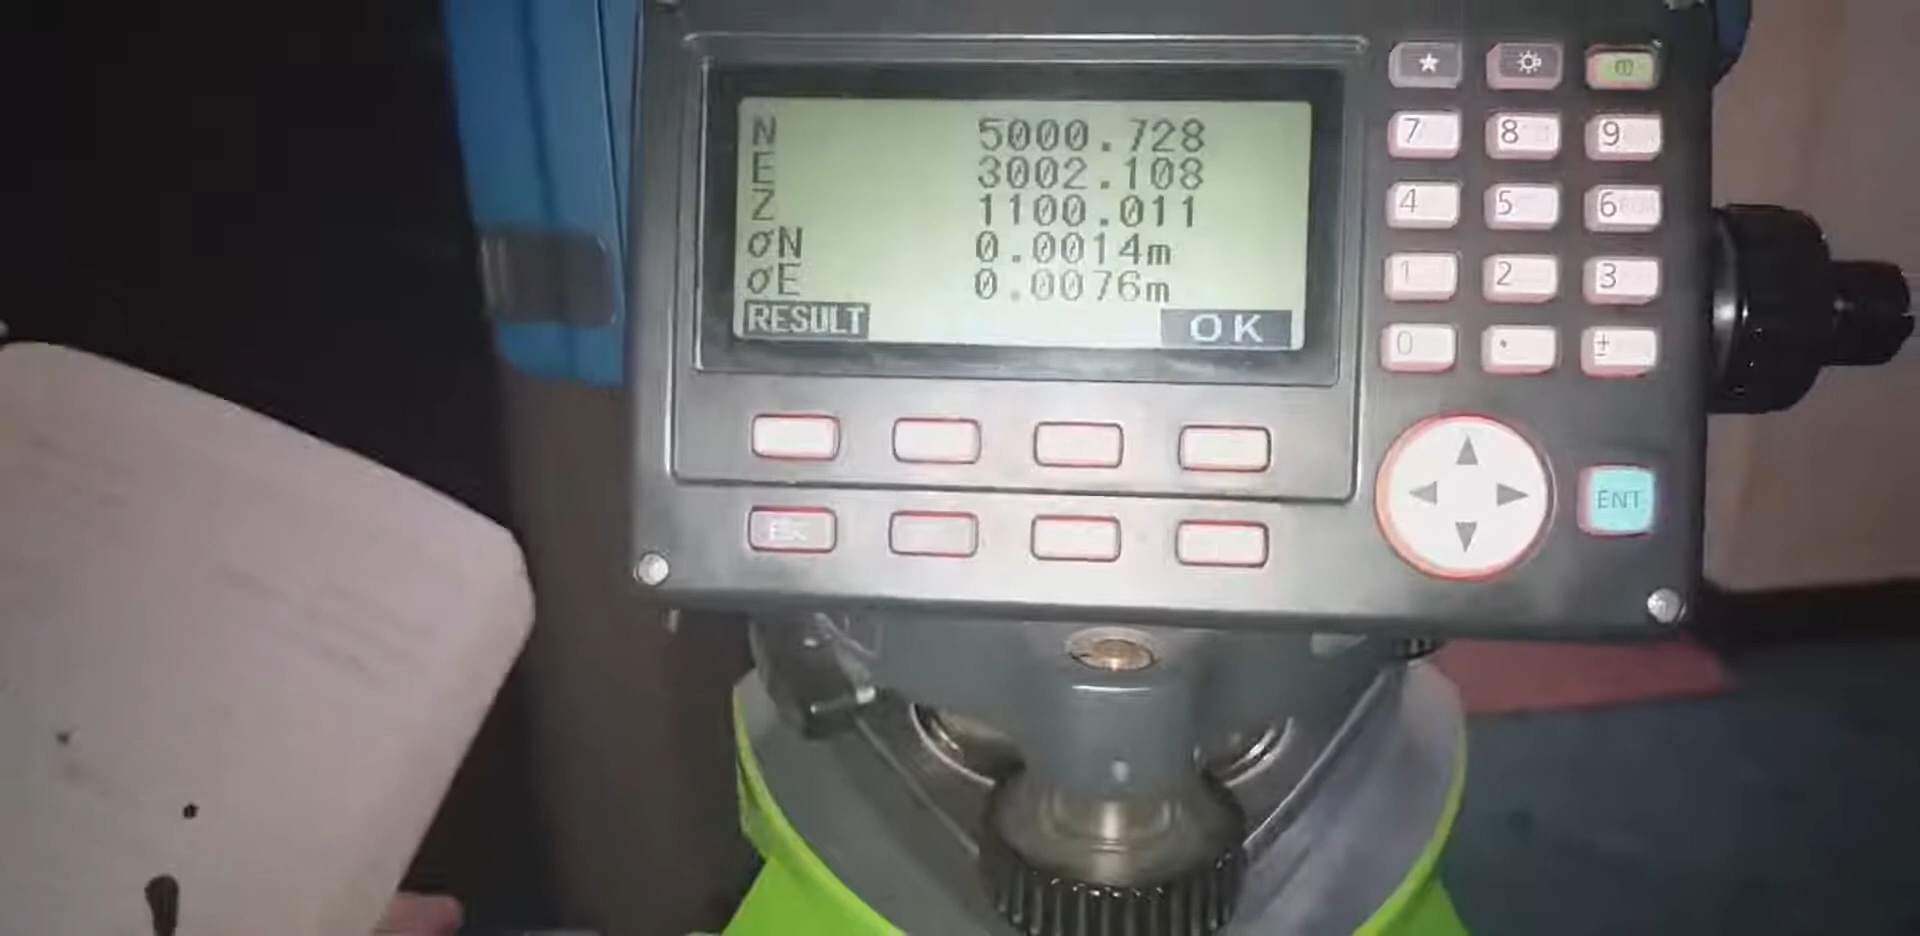 N 5000.728
E 3002.108
Z 1100.011
σN 0.0014m
σE 0.0076m
RESULT OK
7 8 9
4 5 6
1 2 3
0 . ±
ESC
ENT